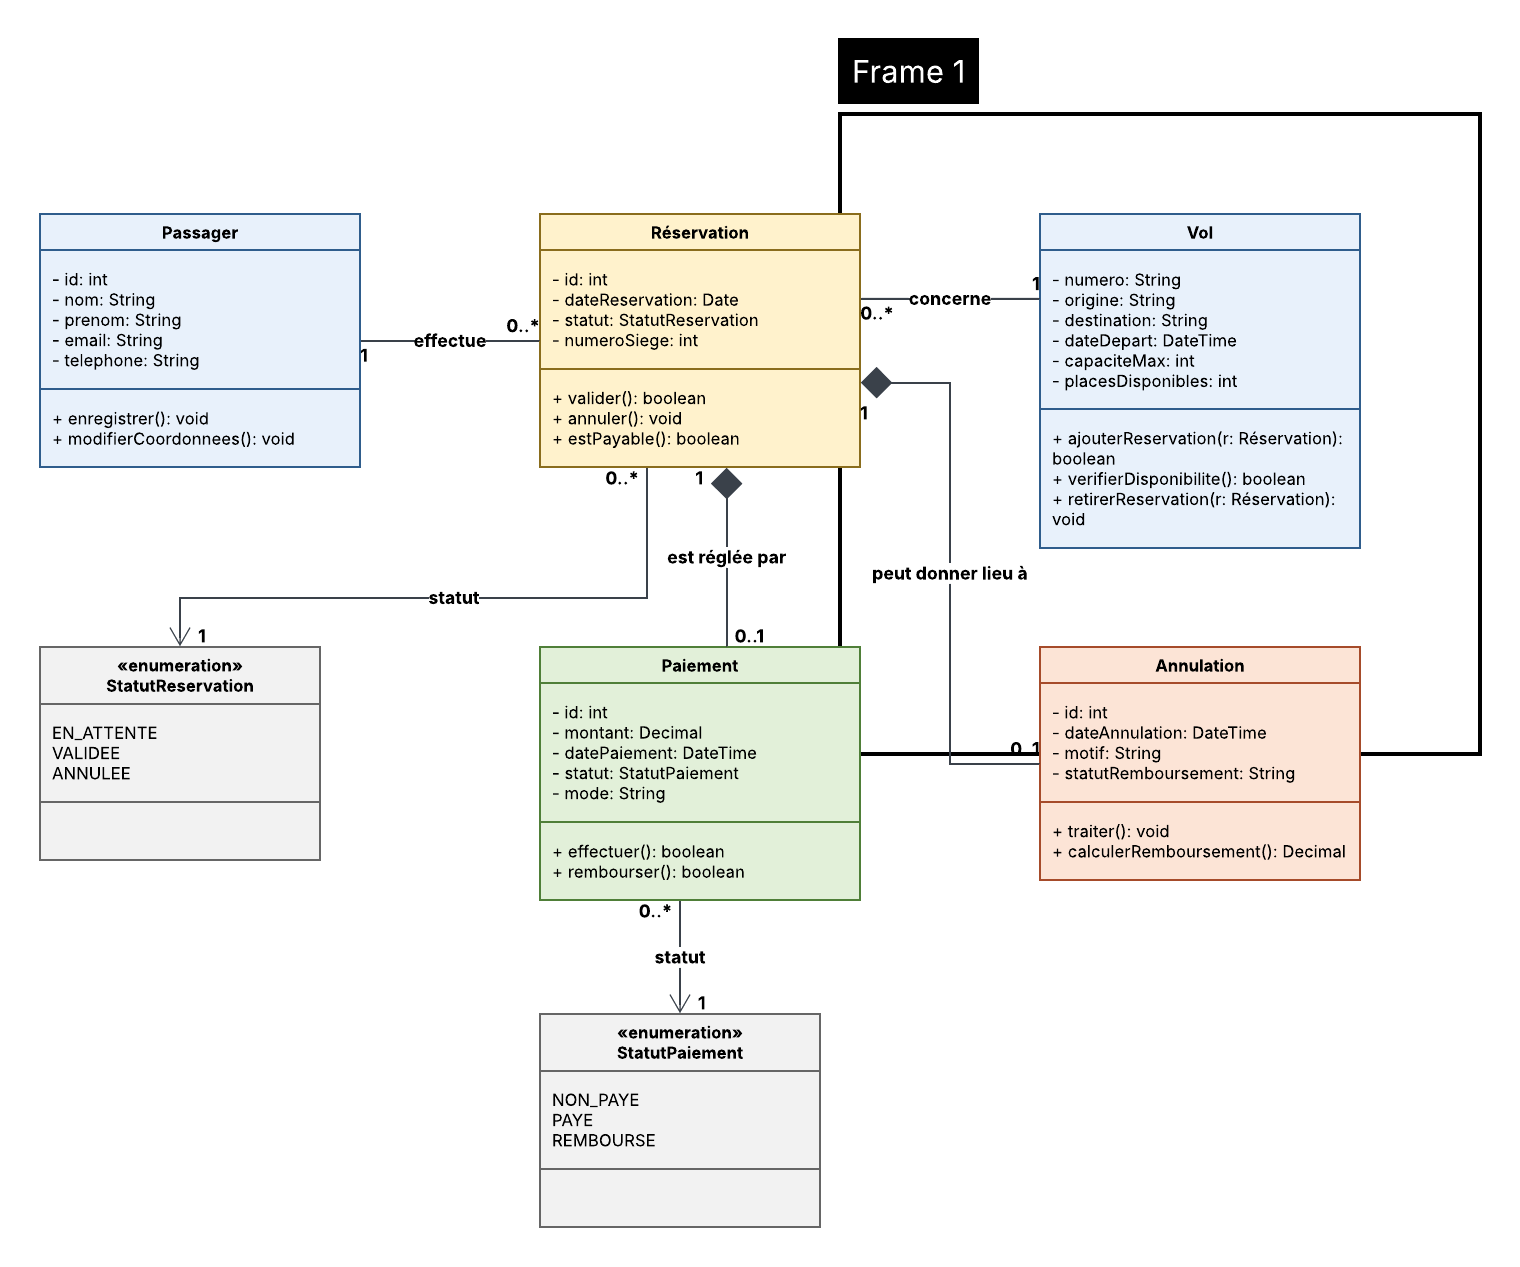 Frame 1
Passager
- id: int
- nom: String
- prenom: String
- email: String
- telephone: String
+ enregistrer(): void
+ modifierCoordonnees(): void
1
effectue
0..*
Réservation
- id: int
- dateReservation: Date
- statut: StatutReservation
- numeroSiege: int
+ valider(): boolean
+ annuler(): void
+ estPayable(): boolean
0..*
concerne
1
Vol
- numero: String
- origine: String
- destination: String
- dateDepart: DateTime
- capaciteMax: int
- placesDisponibles: int
+ ajouterReservation(r: Réservation):
boolean
+ verifierDisponibilite(): boolean
+ retirerReservation(r: Réservation):
void
1
peut donner lieu à
0..1
0..*
statut
1
1
est réglée par
0..1
«enumeration»
StatutReservation
EN_ATTENTE
VALIDEE
ANNULEE
Paiement
- id: int
- montant: Decimal
- datePaiement: DateTime
- statut: StatutPaiement
- mode: String
+ effectuer(): boolean
+ rembourser(): boolean
Annulation
- id: int
- dateAnnulation: DateTime
- motif: String
- statutRemboursement: String
+ traiter(): void
+ calculerRemboursement(): Decimal
0..*
statut
1
«enumeration»
StatutPaiement
NON_PAYE
PAYE
REMBOURSE